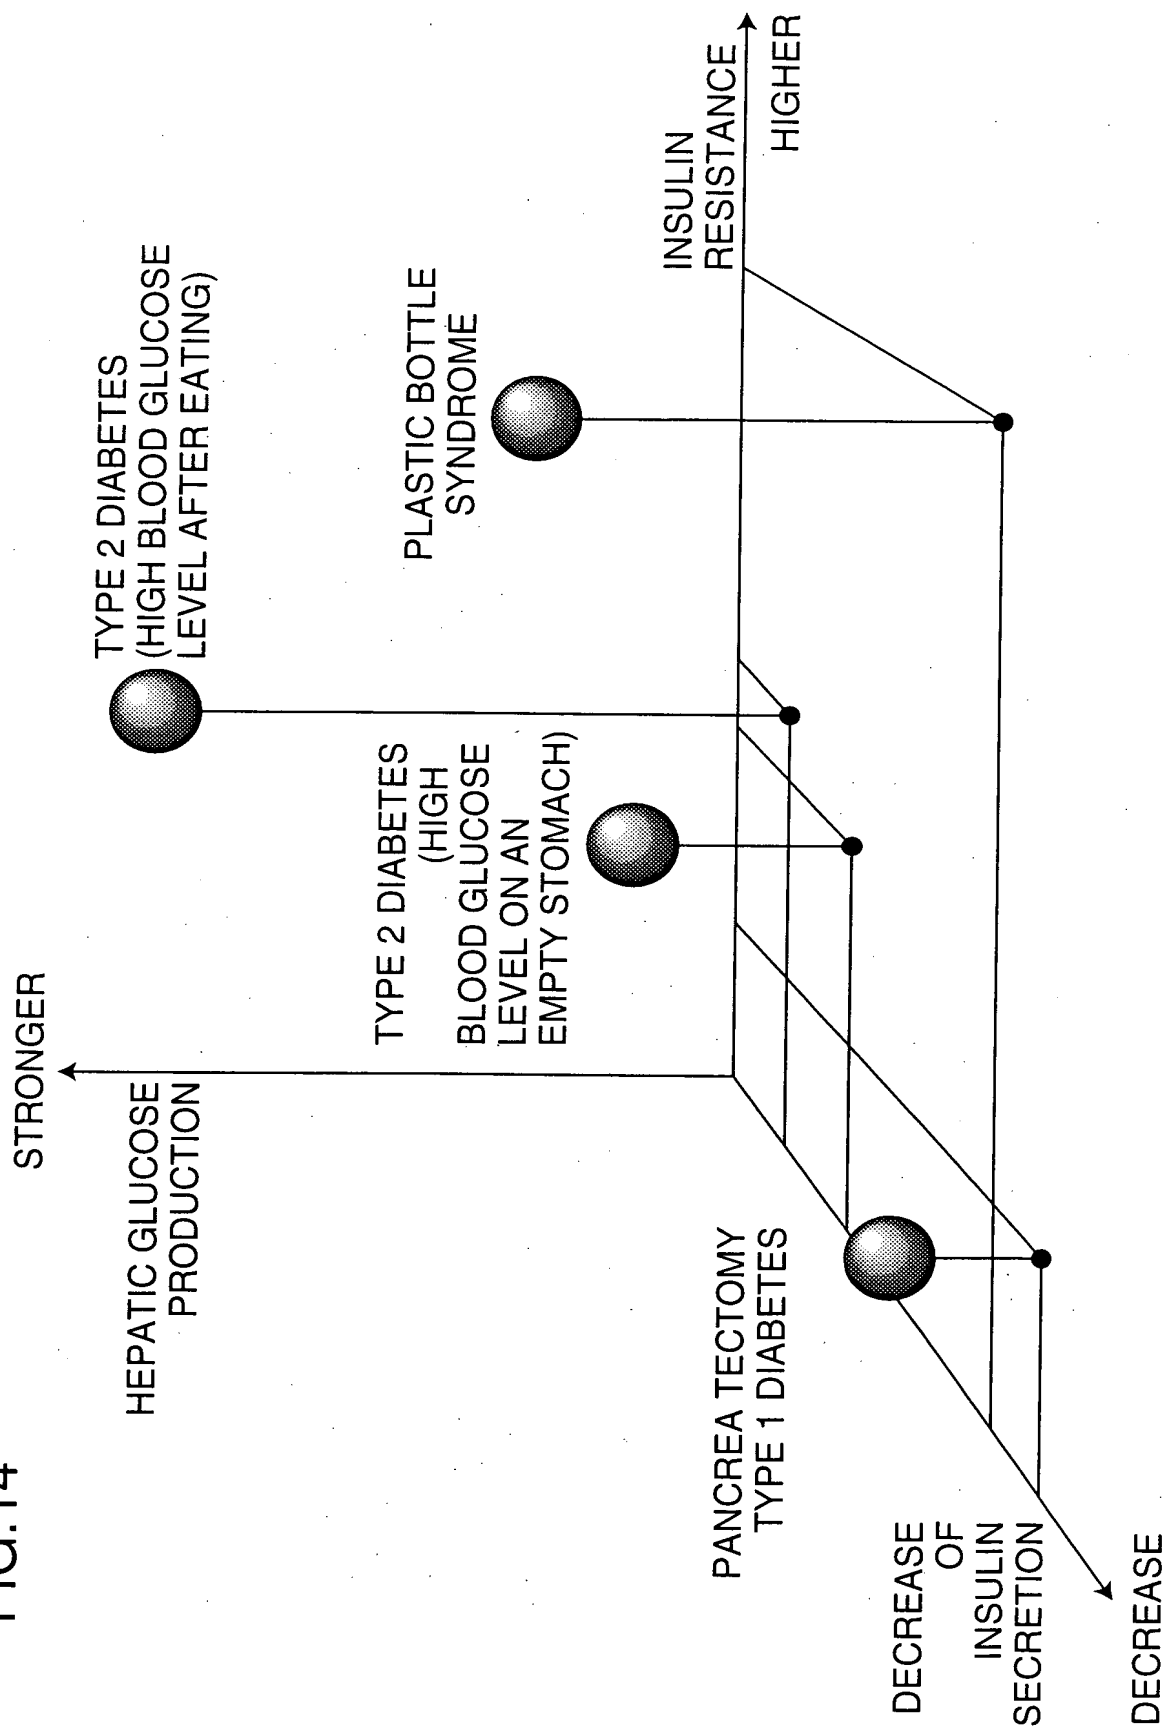 FIG.14
STRONGER
HEPATIC GLUCOSE
PRODUCTION
TYPE 2 DIABETES
(HIGH BLOOD GLUCOSE
LEVEL AFTER EATING)
TYPE 2 DIABETES
(HIGH
BLOOD GLUCOSE
LEVEL ON AN
EMPTY STOMACH)
PLASTIC BOTTLE
SYNDROME
INSULIN
RESISTANCE
HIGHER
PANCREA TECTOMY
TYPE 1 DIABETES
DECREASE
OF
INSULIN
SECRETION
DECREASE